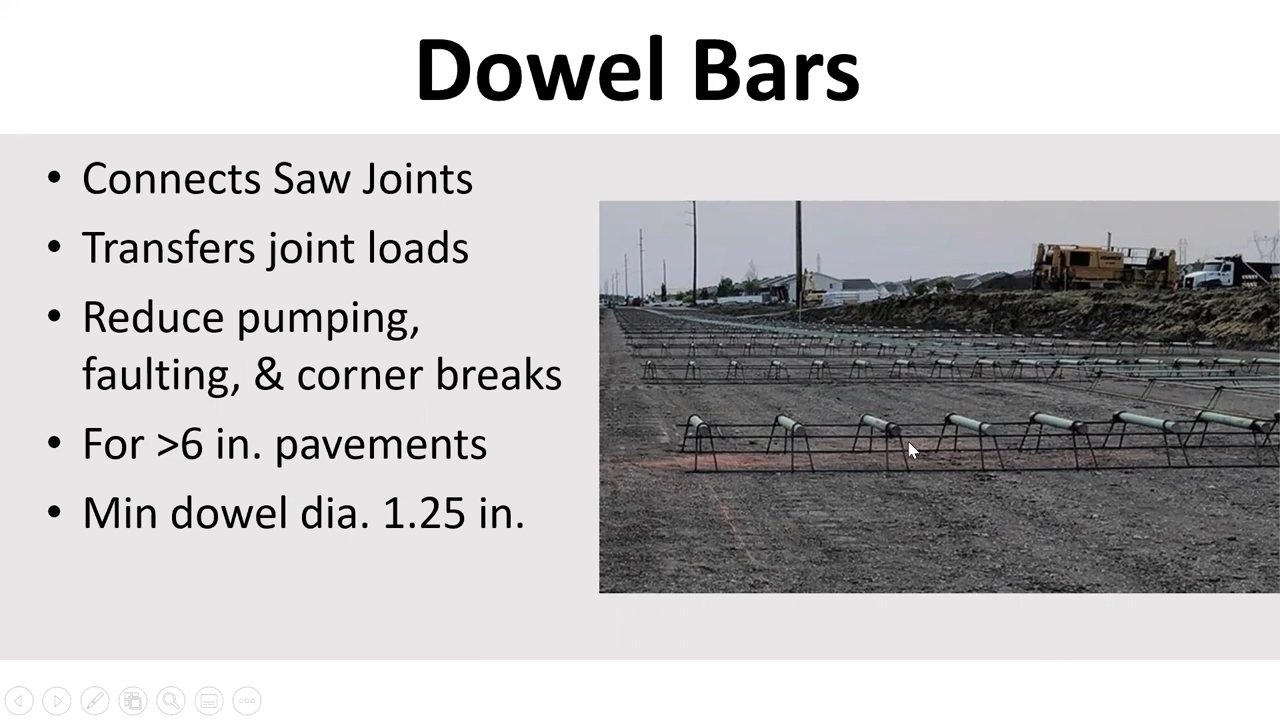 Dowel Bars
• Connects Saw Joints
• Transfers joint loads
• Reduce pumping,
faulting, & corner breaks
• For >6 in. pavements
• Min dowel dia. 1.25 in.